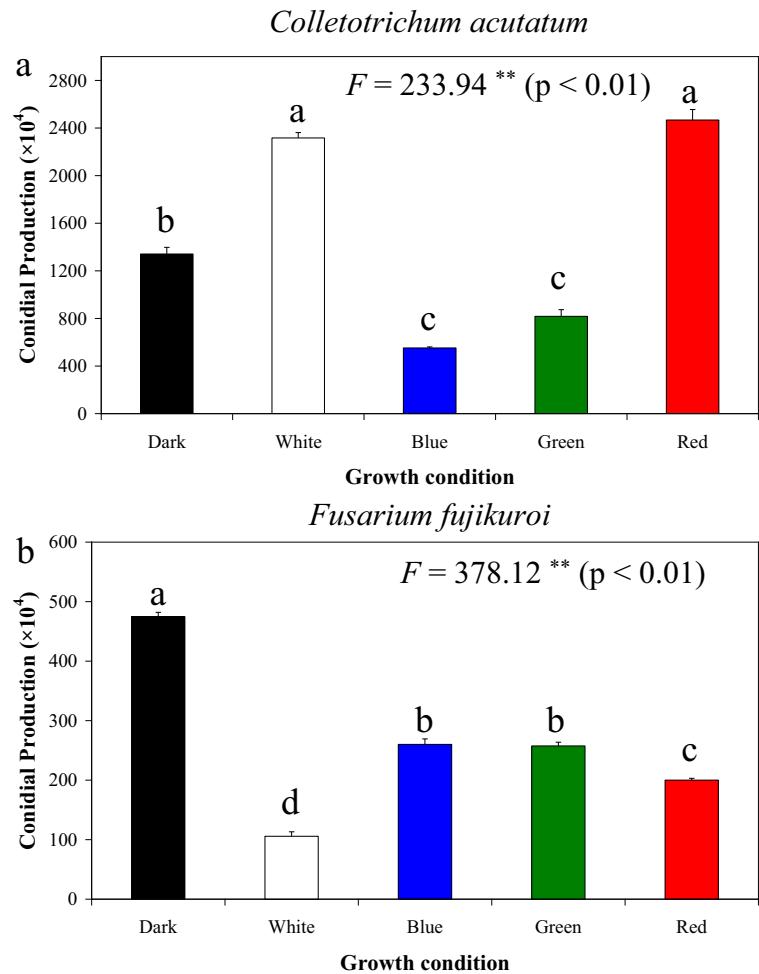 Colletotrichum acutatum
a
F = 233.94 ** (p < 0.01)
Conidial Production (×10⁴)
2800
2400
2000
1600
1200
800
400
0
b
a
c
c
a
Dark White Blue Green Red
Growth condition
Fusarium fujikuroi
b
F = 378.12 ** (p < 0.01)
Conidial Production (×10⁴)
600
500
400
300
200
100
0
a
d
b
b
c
Dark White Blue Green Red
Growth condition